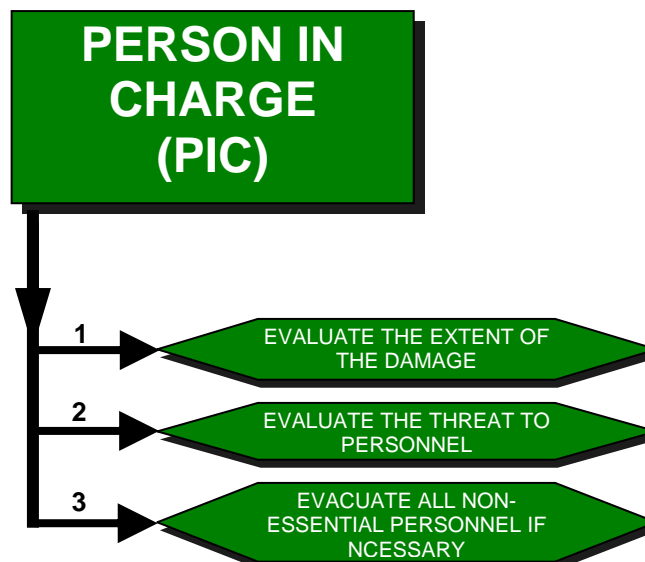 PERSON IN
CHARGE
(PIC)
1
EVALUATE THE EXTENT OF
THE DAMAGE
2
EVALUATE THE THREAT TO
PERSONNEL
3
EVACUATE ALL NON-
ESSENTIAL PERSONNEL IF
NCESSARY